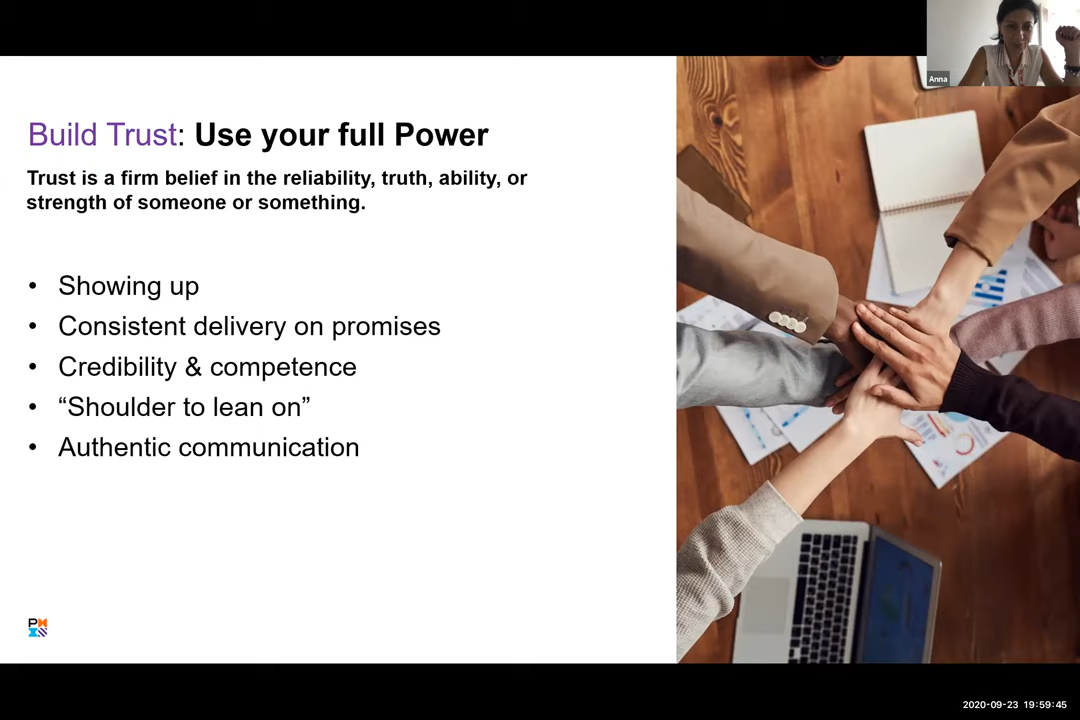 Anna
Build Trust: Use your full Power
Trust is a firm belief in the reliability, truth, ability, or
strength of someone or something.
• Showing up
• Consistent delivery on promises
• Credibility & competence
• “Shoulder to lean on”
• Authentic communication
2020-09-23 19:59:45